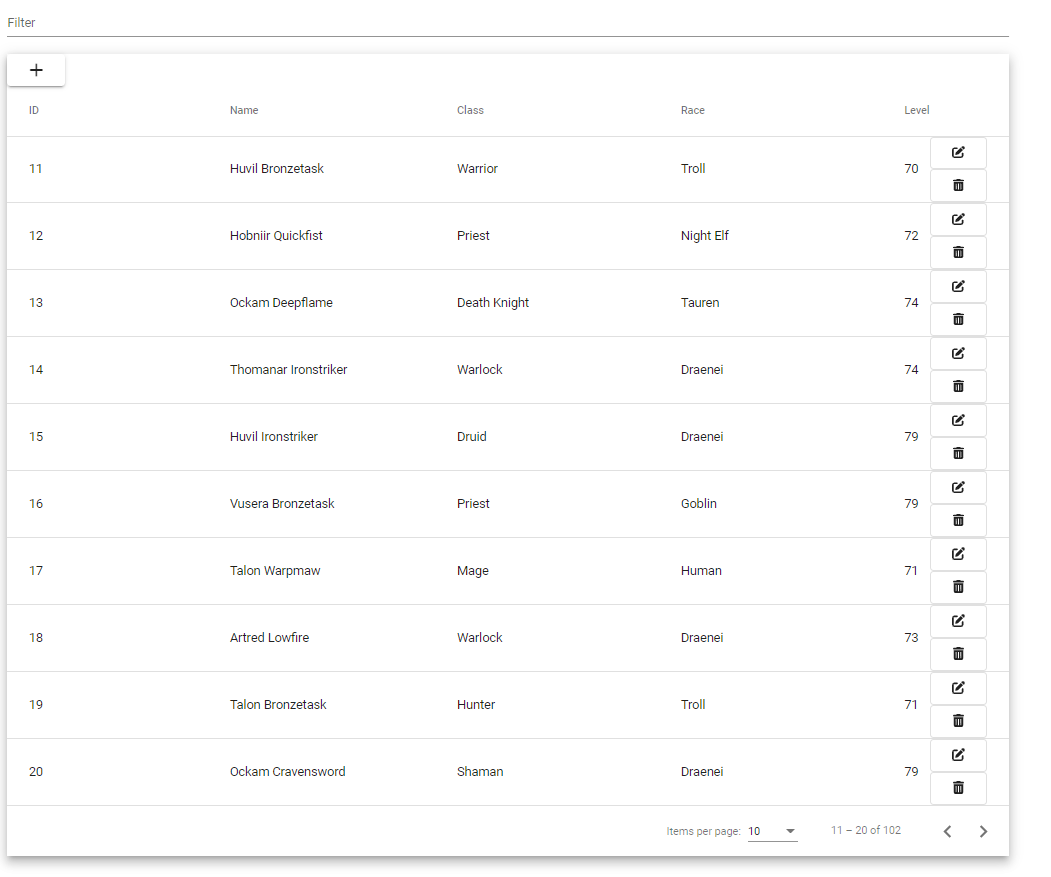 Filter
+
ID Name Class Race Level
11 Huvil Bronzetask Warrior Troll 70
12 Hobniir Quickfist Priest Night Elf 72
13 Ockam Deepflame Death Knight Tauren 74
14 Thomanar Ironstriker Warlock Draenei 74
15 Huvil Ironstriker Druid Draenei 79
16 Vusera Bronzetask Priest Goblin 79
17 Talon Warpmaw Mage Human 71
18 Artred Lowfire Warlock Draenei 73
19 Talon Bronzetask Hunter Troll 71
20 Ockam Cravensword Shaman Draenei 79
Items per page: 10 11 – 20 of 102